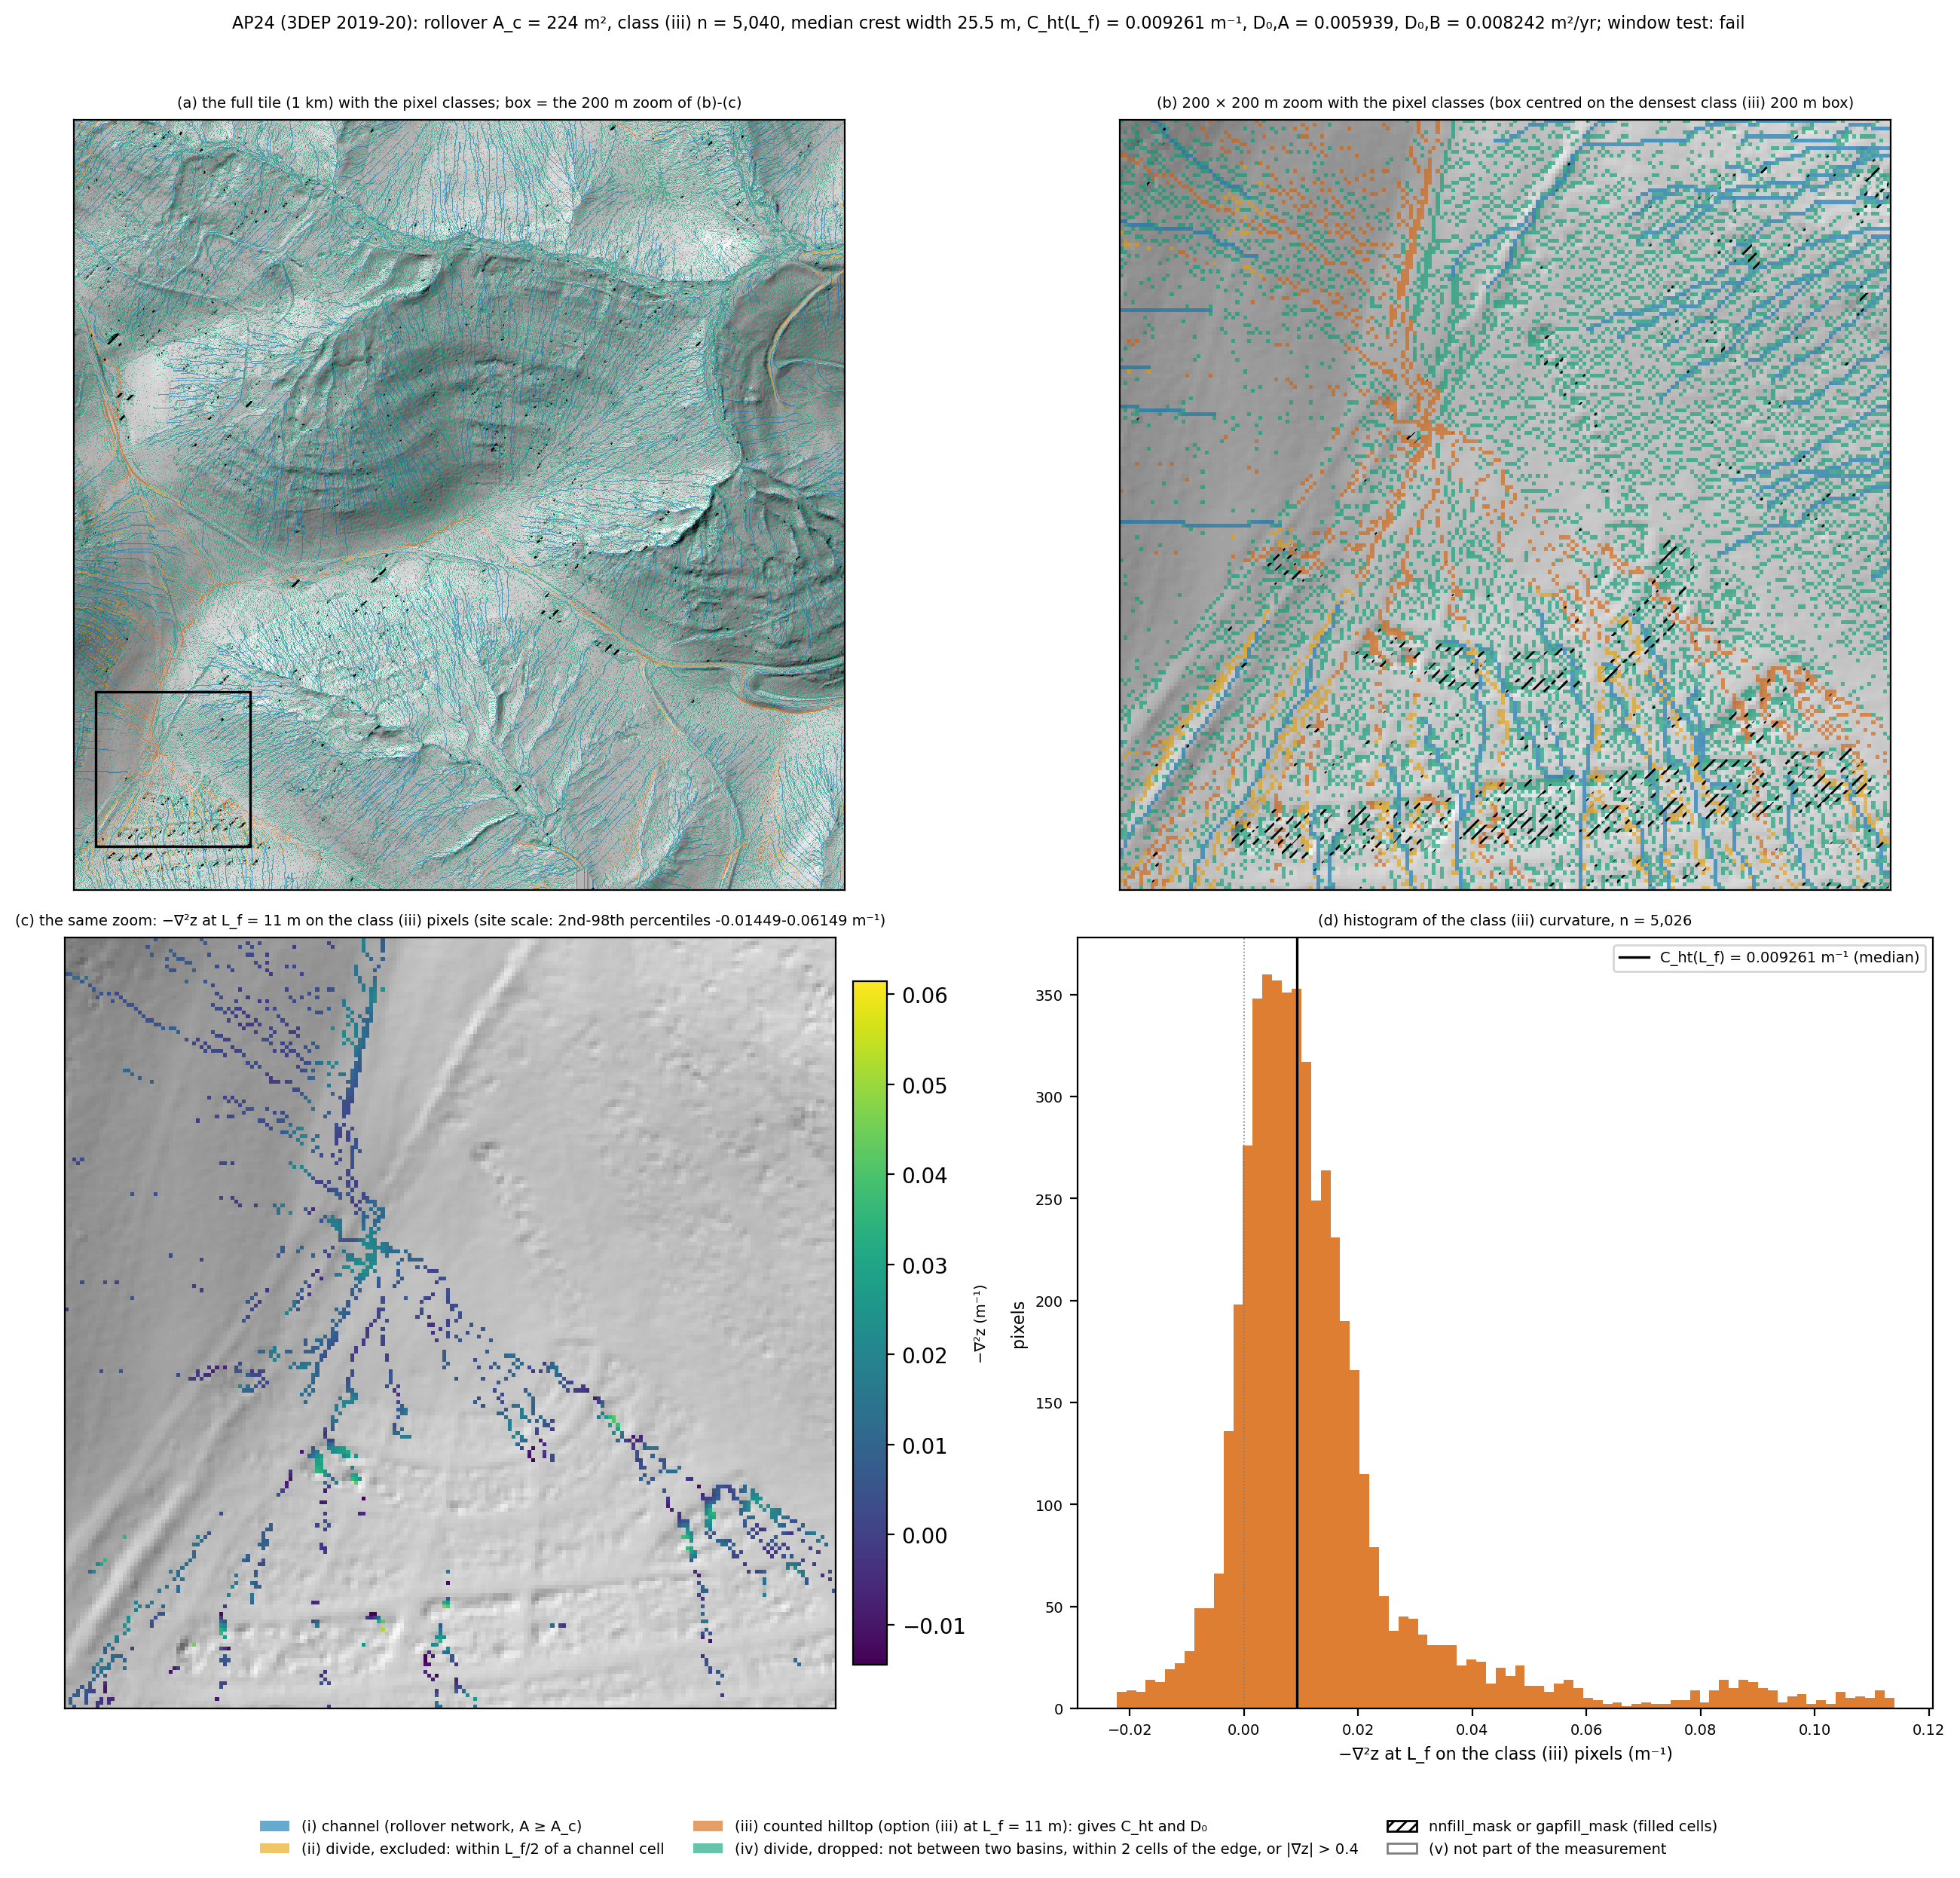 AP24 (3DEP 2019-20): rollover A_c = 224 m², class (iii) n = 5,040, median crest width 25.5 m, C_ht(L_f) = 0.009261 m⁻¹, D₀,A = 0.005939, D₀,B = 0.008242 m²/yr; window test: fail
(a) the full tile (1 km) with the pixel classes; box = the 200 m zoom of (b)-(c)
(b) 200 × 200 m zoom with the pixel classes (box centred on the densest class (iii) 200 m box)
(c) the same zoom: −∇²z at L_f = 11 m on the class (iii) pixels (site scale: 2nd-98th percentiles -0.01449-0.06149 m⁻¹)
0.06
0.05
0.04
0.03
0.02
0.01
0.00
−0.01
−∇²z (m⁻¹)
(d) histogram of the class (iii) curvature, n = 5,026
C_ht(L_f) = 0.009261 m⁻¹ (median)
350
300
250
200
150
100
50
0
pixels
−0.02 0.00 0.02 0.04 0.06 0.08 0.10 0.12
−∇²z at L_f on the class (iii) pixels (m⁻¹)
(i) channel (rollover network, A ≥ A_c)
(ii) divide, excluded: within L_f/2 of a channel cell
(iii) counted hilltop (option (iii) at L_f = 11 m): gives C_ht and D₀
(iv) divide, dropped: not between two basins, within 2 cells of the edge, or |∇z| > 0.4
nnfill_mask or gapfill_mask (filled cells)
(v) not part of the measurement